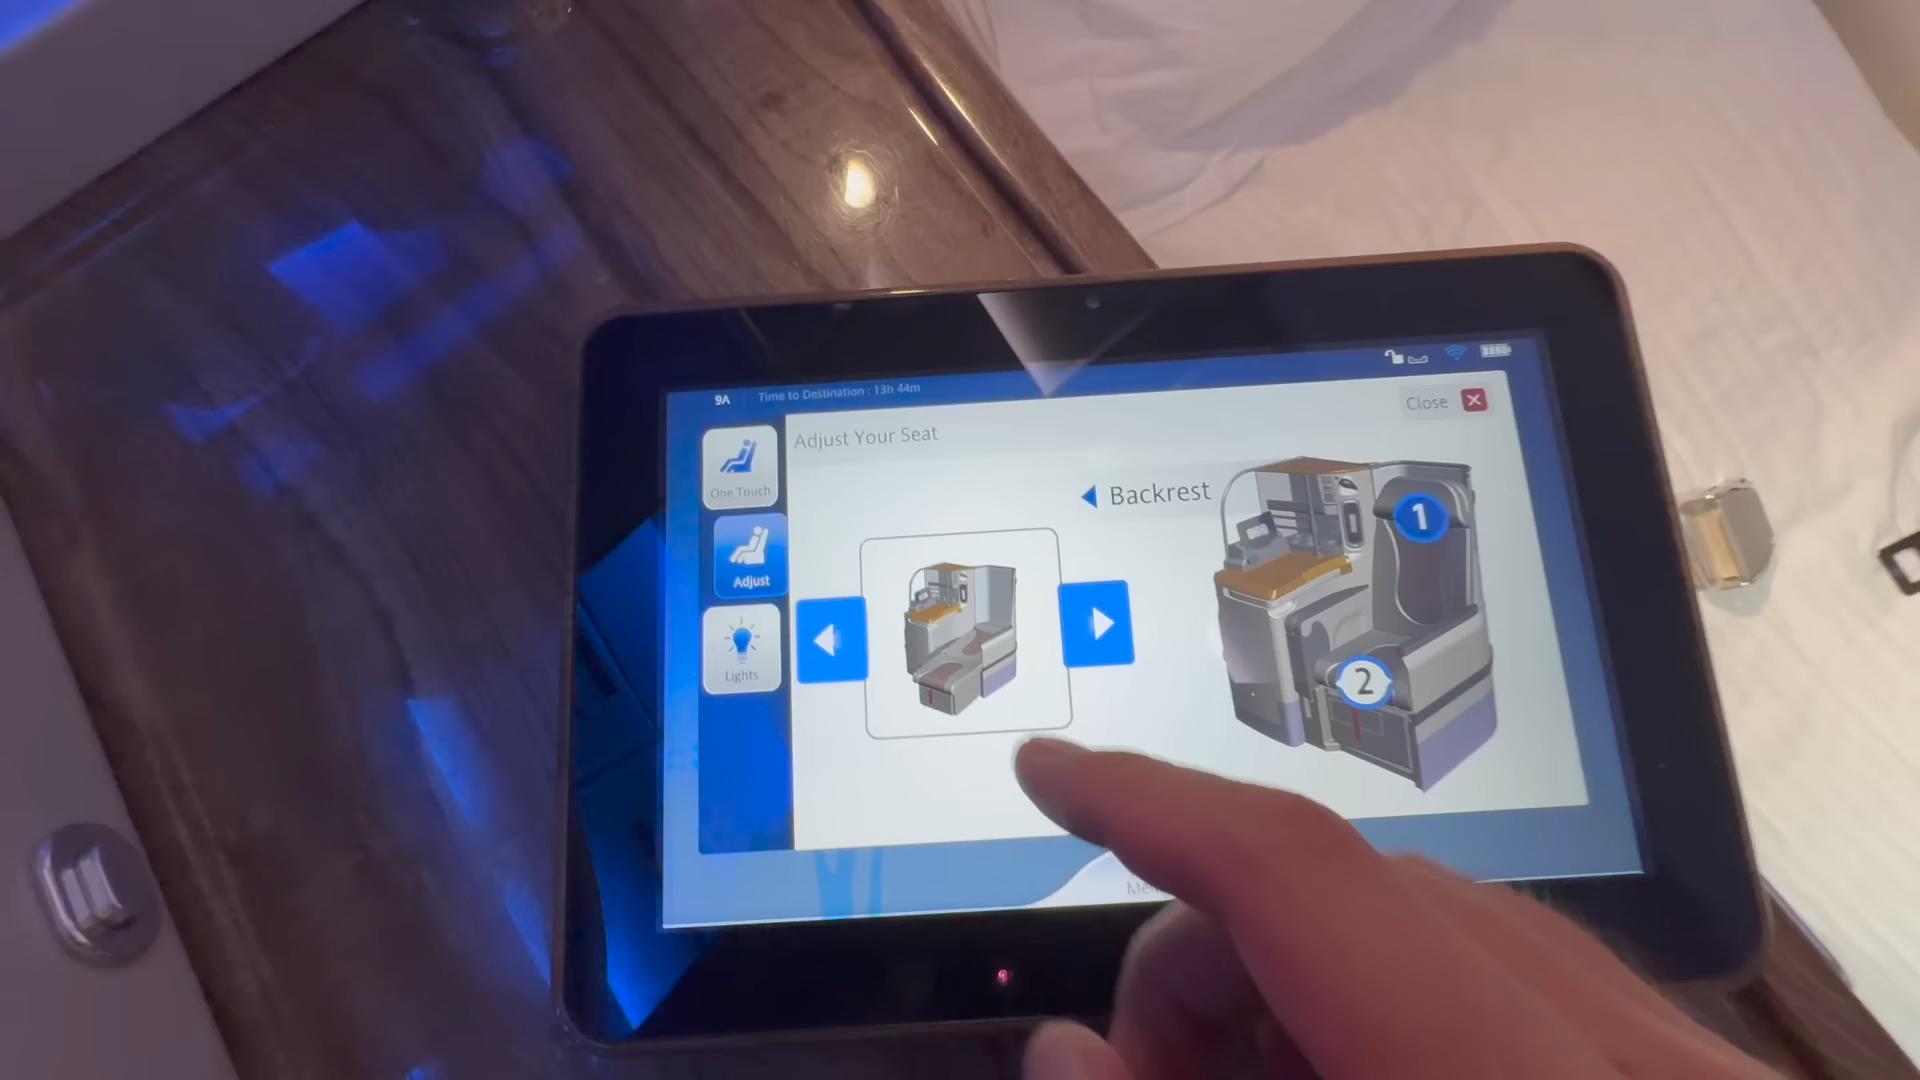 9A
Time to Destination : 13h 44m
Close
Adjust Your Seat
One Touch
Backrest
1
Adjust
Lights
2